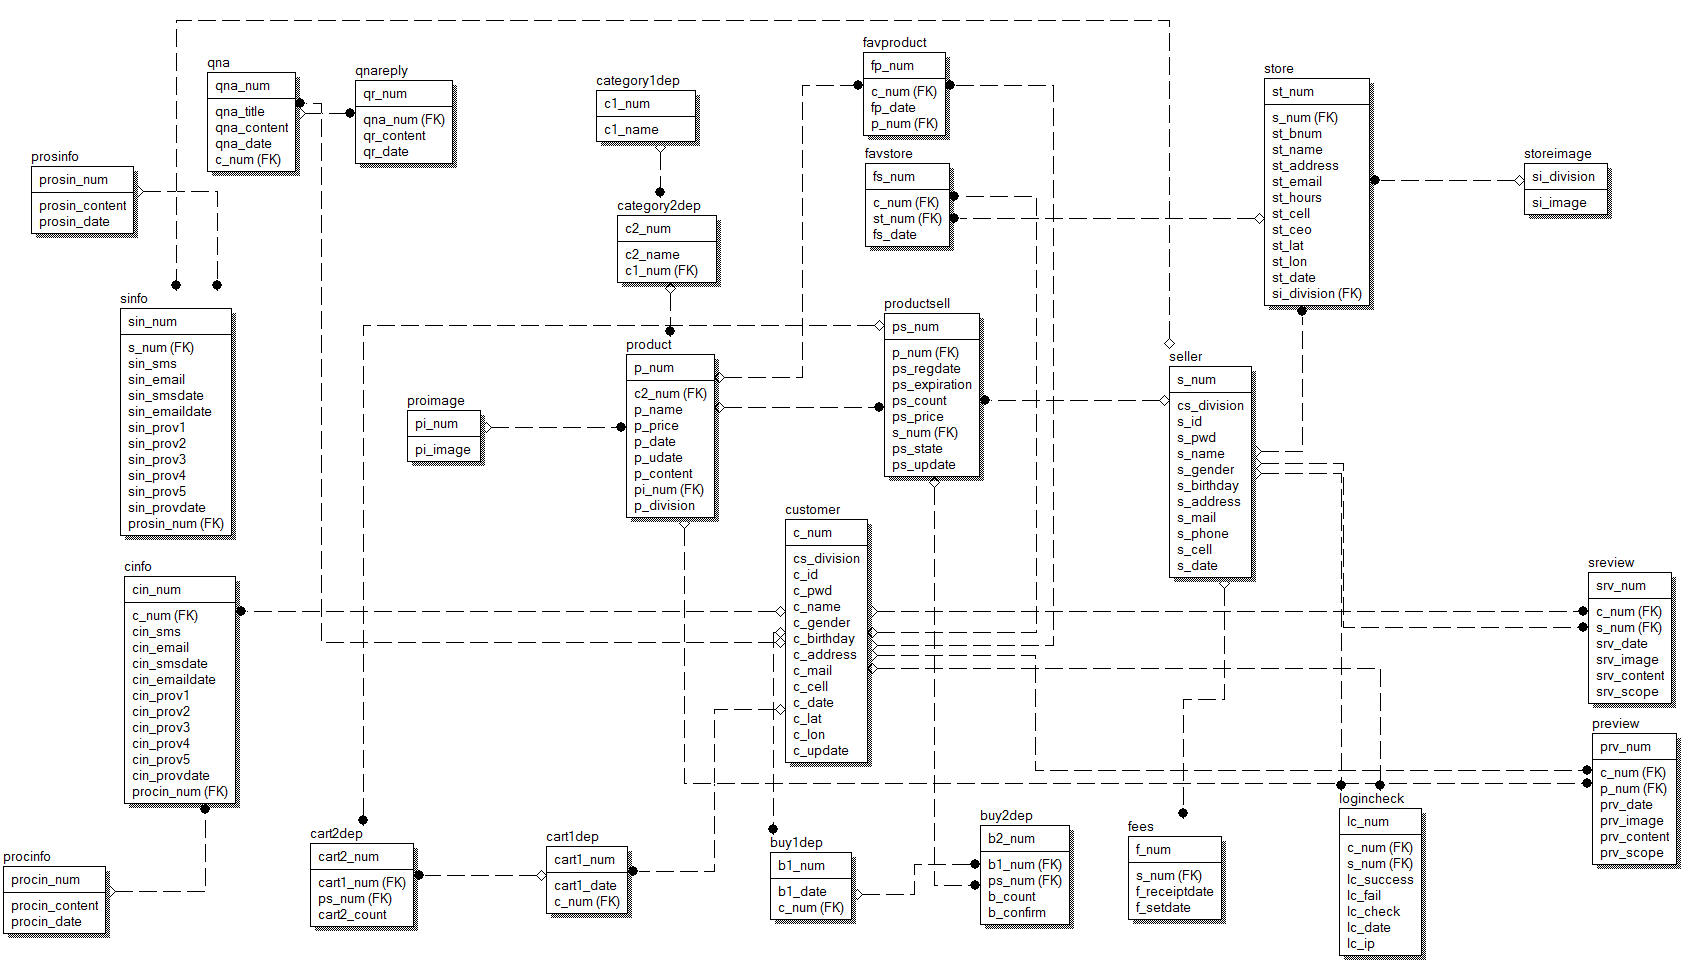 favproduct
fp_num
c_num (FK)
fp_date
p_num (FK)
qna
qna_num
qna_title
qna_content
qna_date
c_num (FK)
qnareply
qr_num
qna_num (FK)
qr_content
qr_date
category1dep
c1_num
c1_name
store
st_num
s_num (FK)
st_bnum
st_name
st_address
st_email
st_hours
st_cell
st_ceo
st_lat
st_lon
st_date
si_division (FK)
prosinfo
prosin_num
prosin_content
prosin_date
favstore
fs_num
c_num (FK)
st_num (FK)
fs_date
storeimage
si_division
si_image
category2dep
c2_num
c2_name
c1_num (FK)
sinfo
sin_num
s_num (FK)
sin_sms
sin_email
sin_smsdate
sin_emaildate
sin_prov1
sin_prov2
sin_prov3
sin_prov4
sin_prov5
sin_provdate
prosin_num (FK)
productsell
ps_num
p_num (FK)
ps_regdate
ps_expiration
ps_count
ps_price
s_num (FK)
ps_state
ps_update
product
p_num
c2_num (FK)
p_name
p_price
p_date
p_udate
p_content
pi_num (FK)
p_division
seller
s_num
cs_division
s_id
s_pwd
s_name
s_gender
s_birthday
s_address
s_mail
s_phone
s_cell
s_date
proimage
pi_num
pi_image
customer
c_num
cs_division
c_id
c_pwd
c_name
c_gender
c_birthday
c_address
c_mail
c_cell
c_date
c_lat
c_lon
c_update
cinfo
cin_num
c_num (FK)
cin_sms
cin_email
cin_smsdate
cin_emaildate
cin_prov1
cin_prov2
cin_prov3
cin_prov4
cin_prov5
cin_provdate
procin_num (FK)
sreview
srv_num
c_num (FK)
s_num (FK)
srv_date
srv_image
srv_content
srv_scope
preview
prv_num
c_num (FK)
p_num (FK)
prv_date
prv_image
prv_content
prv_scope
logincheck
lc_num
c_num (FK)
s_num (FK)
lc_success
lc_fail
lc_check
lc_date
lc_ip
procinfo
procin_num
procin_content
procin_date
cart2dep
cart2_num
cart1_num (FK)
ps_num (FK)
cart2_count
cart1dep
cart1_num
cart1_date
c_num (FK)
buy1dep
b1_num
b1_date
c_num (FK)
buy2dep
b2_num
b1_num (FK)
ps_num (FK)
b_count
b_confirm
fees
f_num
s_num (FK)
f_receiptdate
f_setdate